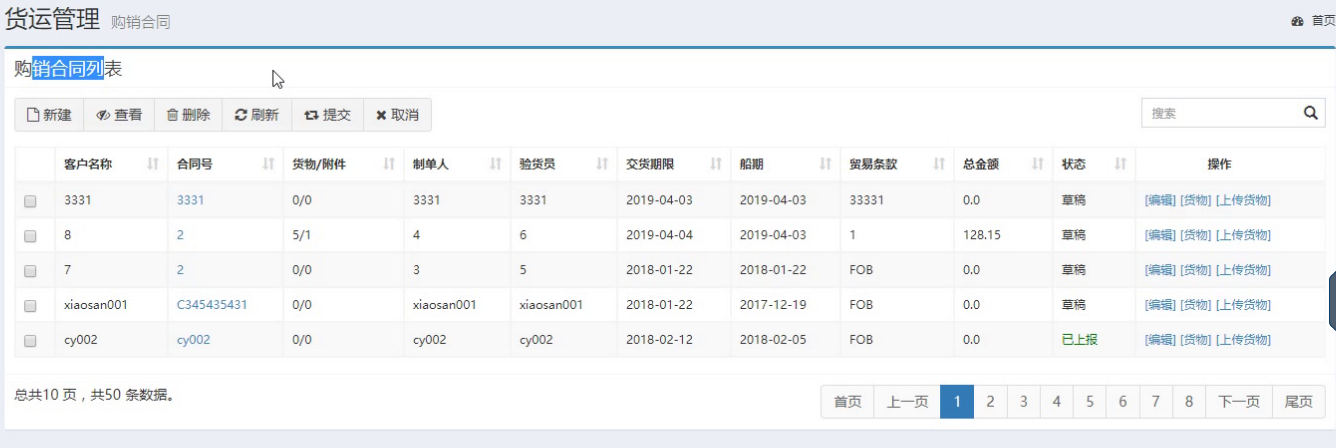 货运管理 购销合同 首页
购销合同列表
新建 查看 删除 刷新 提交 取消 搜索
客户名称 合同号 货物/附件 制单人 验货员 交货期限 船期 贸易条款 总金额 状态 操作
3331 3331 0/0 3331 3331 2019-04-03 2019-04-03 33331 0.0 草稿 [编辑] [货物] [上传货物]
8 2 5/1 4 6 2019-04-04 2019-04-03 1 128.15 草稿 [编辑] [货物] [上传货物]
7 2 0/0 3 5 2018-01-22 2018-01-22 FOB 0.0 草稿 [编辑] [货物] [上传货物]
xiaosan001 C345435431 0/0 xiaosan001 xiaosan001 2018-01-22 2017-12-19 FOB 0.0 草稿 [编辑] [货物] [上传货物]
cy002 cy002 0/0 cy002 cy002 2018-02-12 2018-02-05 FOB 0.0 已上报 [编辑] [货物] [上传货物]
总共10 页，共50 条数据。 首页 上一页 1 2 3 4 5 6 7 8 下一页 尾页